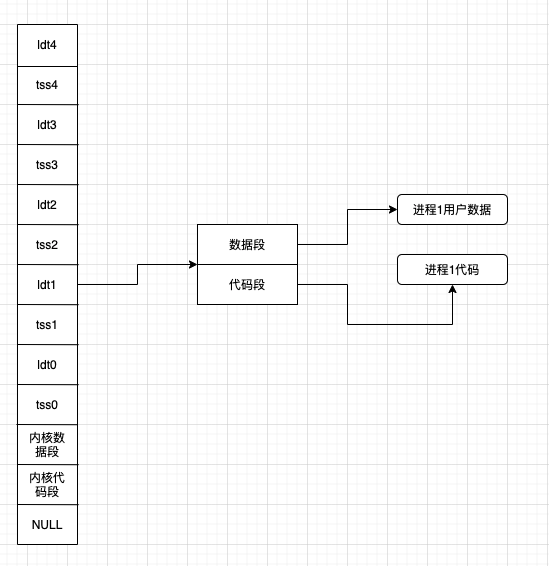 ldt4
tss4
ldt3
tss3
ldt2
tss2
ldt1
tss1
ldt0
tss0
内核数
据段
内核代
码段
NULL
数据段
代码段
进程1用户数据
进程1代码